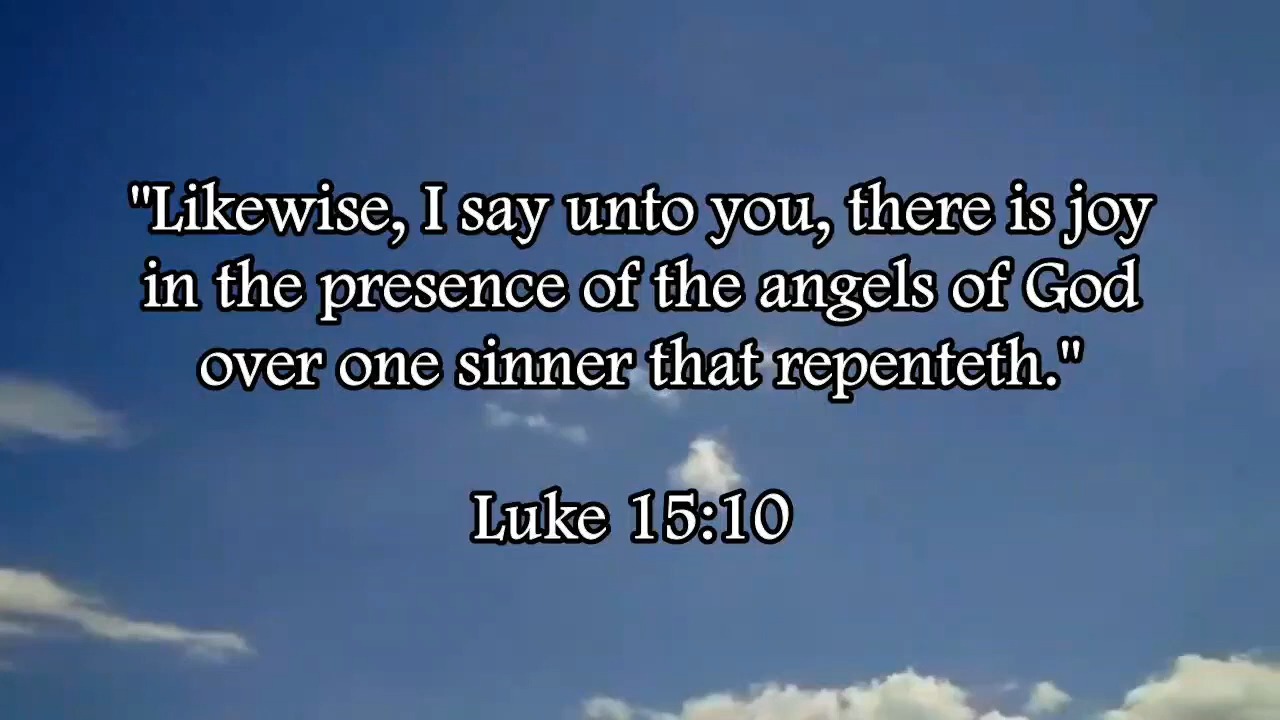 "Likewise, I say unto you, there is joy
in the presence of the angels of God
over one sinner that repenteth."
Luke 15:10